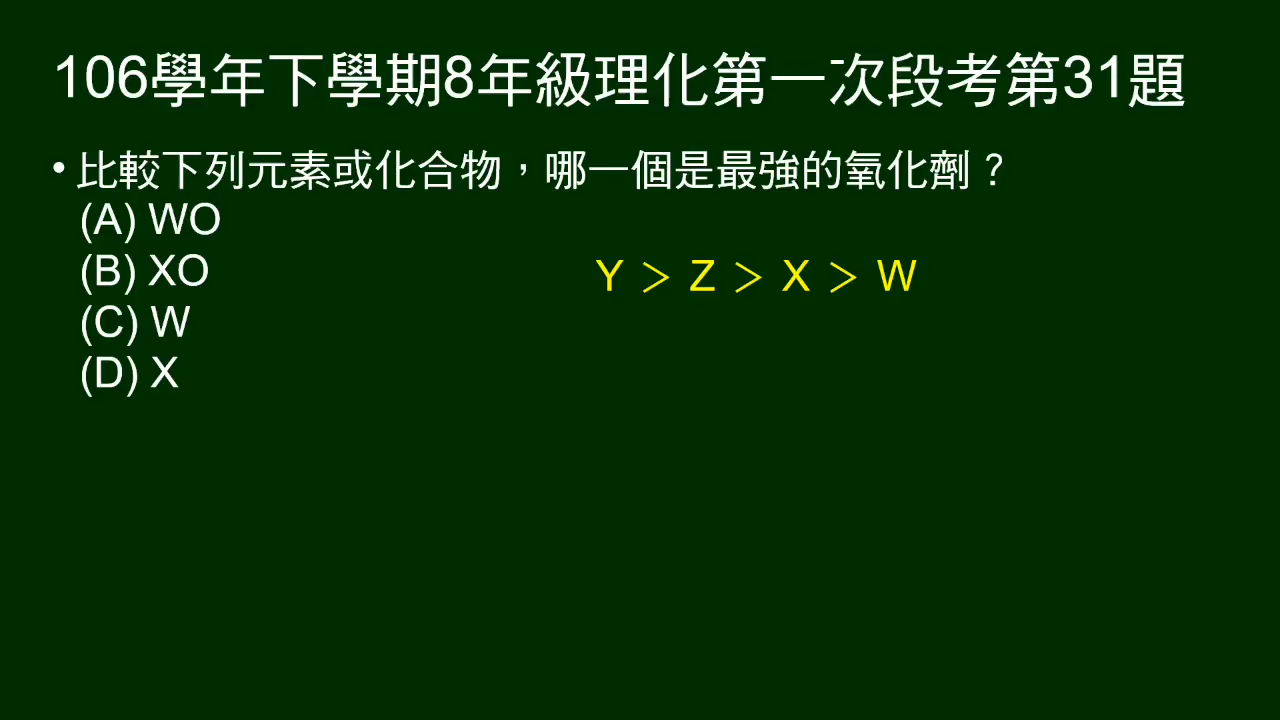 106學年下學期8年級理化第一次段考第31題
• 比較下列元素或化合物，哪一個是最強的氧化劑？
(A) WO
(B) XO
Y ＞ Z ＞ X ＞ W
(C) W
(D) X